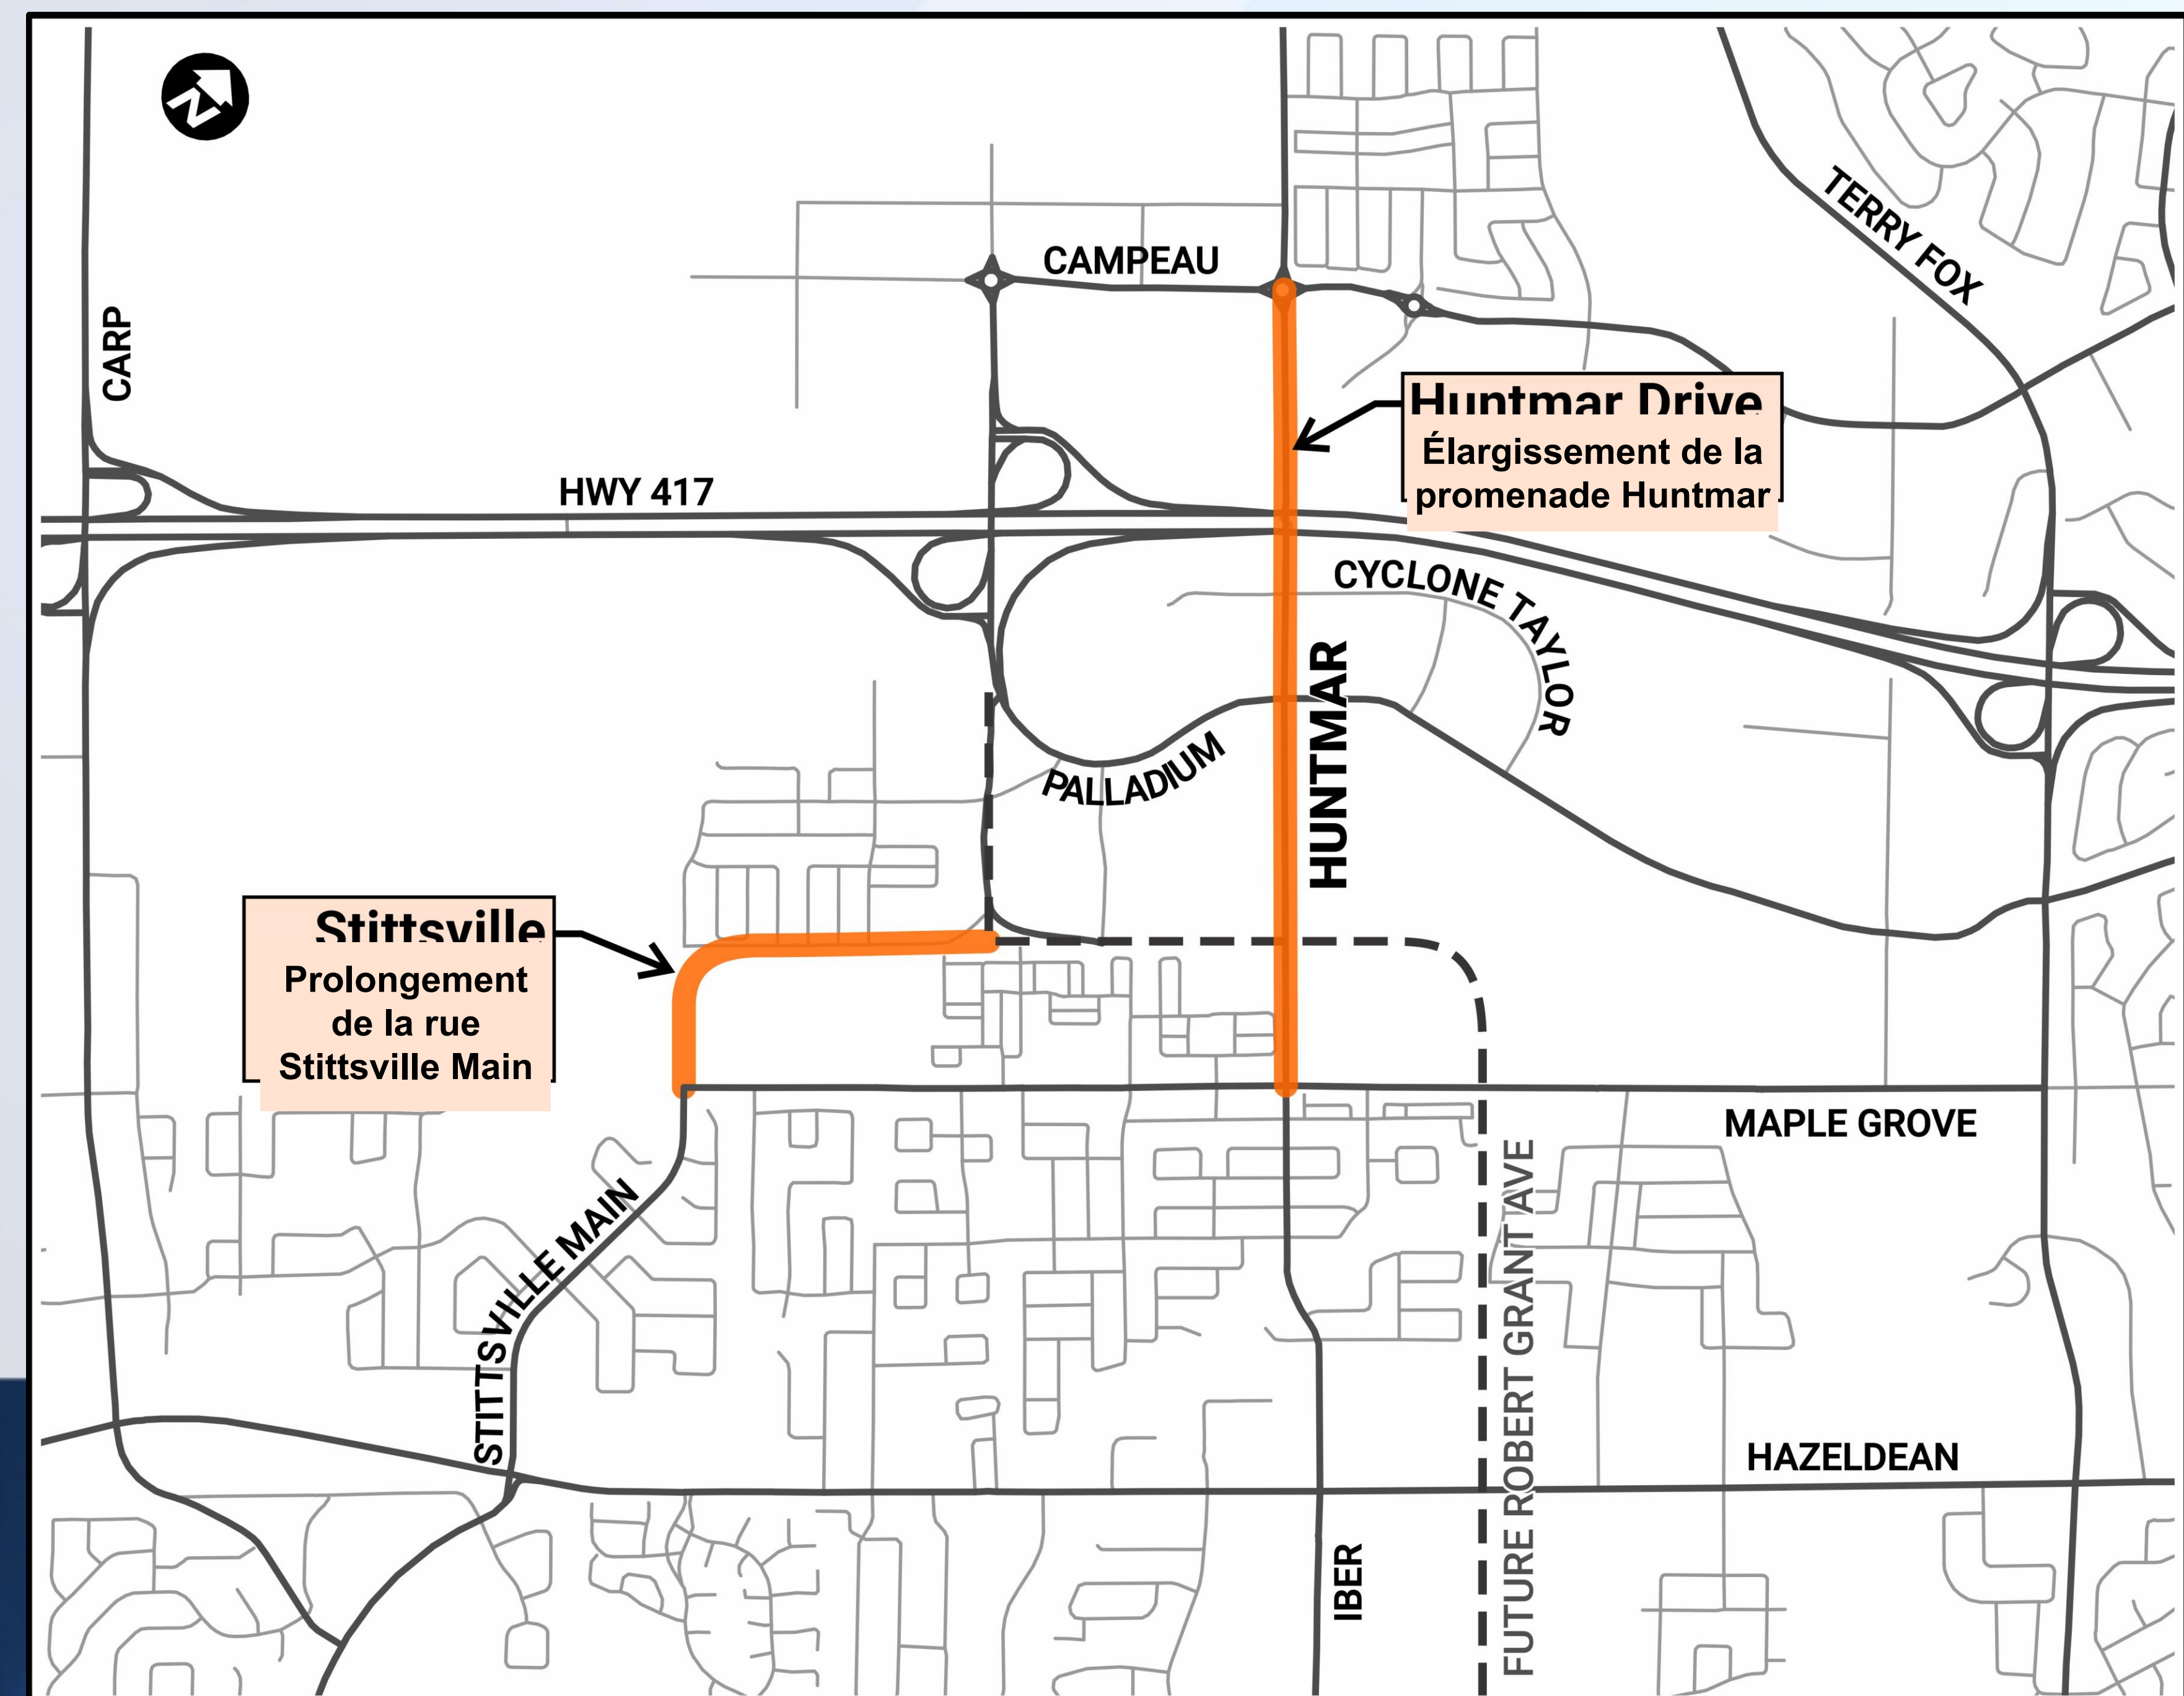 N
CAMPEAU
TERRY FOX
CARP
Huntmar Drive
Élargissement de la
promenade Huntmar
HWY 417
CYCLONE TAYLOR
HUNTMAR
PALLADIUM
Stittsville
Prolongement
de la rue
Stittsville Main
MAPLE GROVE
STITTSVILLE MAIN
FUTURE ROBERT GRANT AVE
HAZELDEAN
IBER